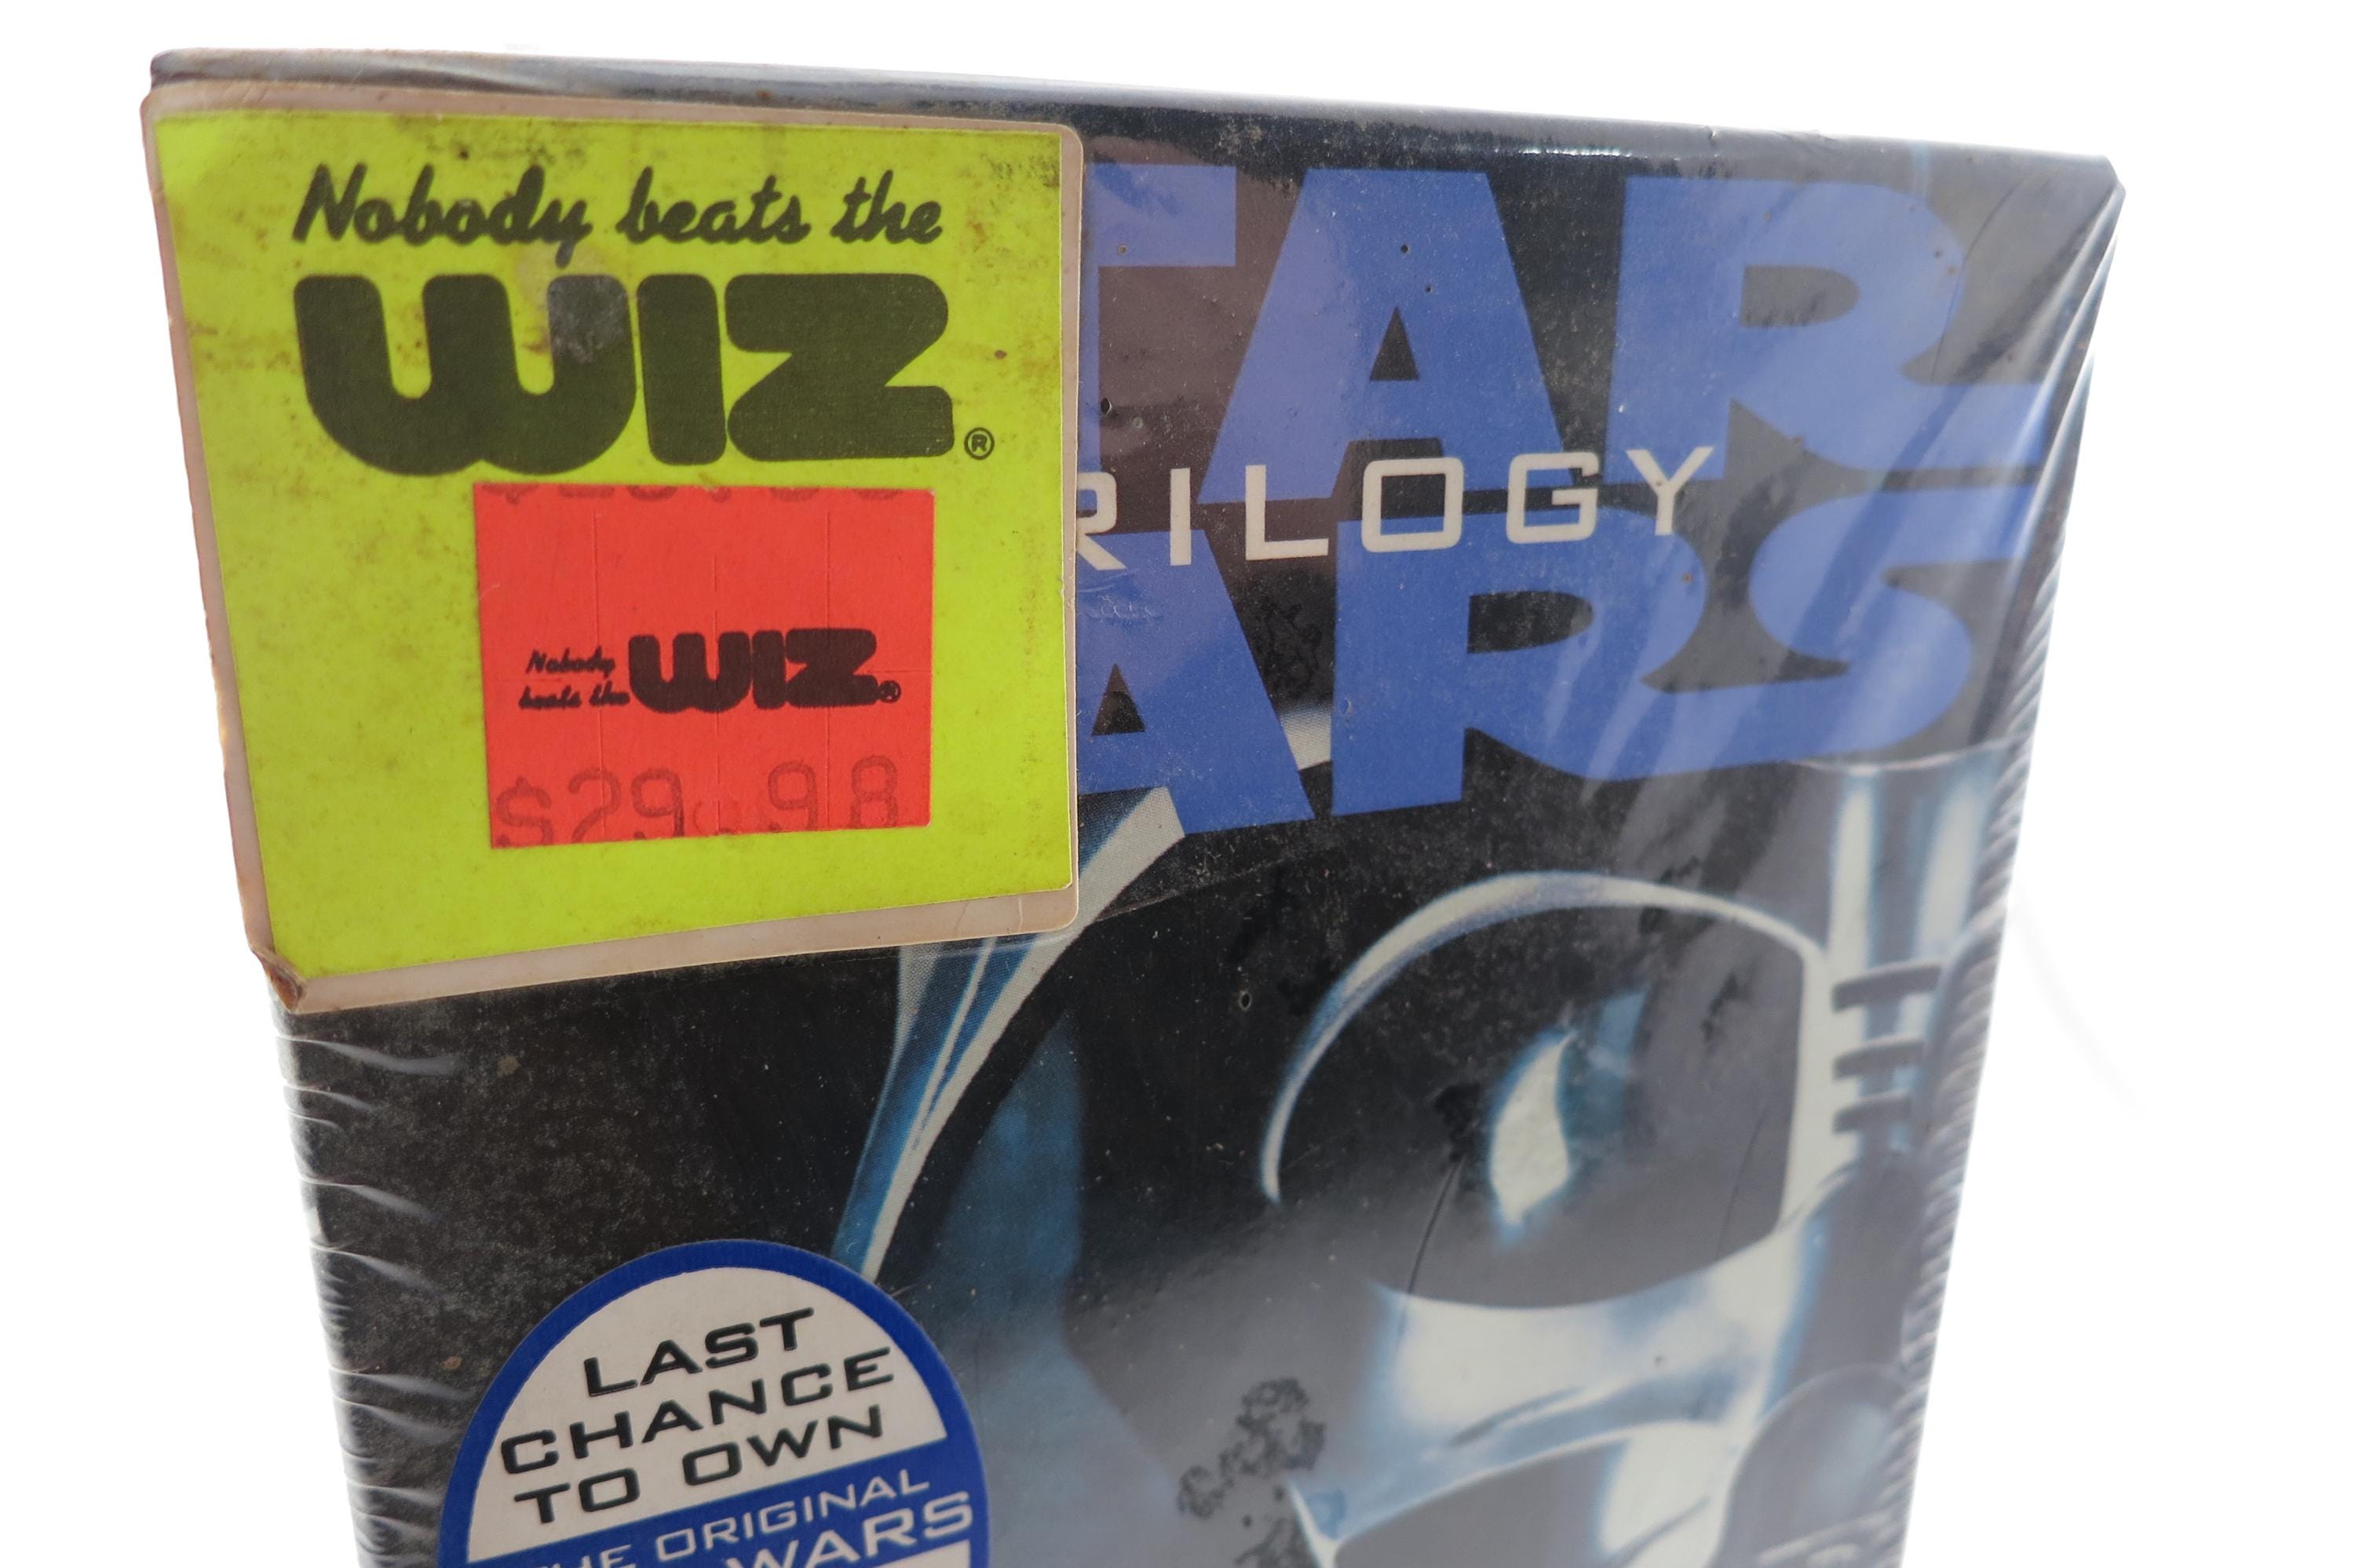 Nobody beats the
WIZ®
Nobody
beats the WIZ®
$29.98
TAR
RILOGY
ARS
LAST
CHANCE
TO OWN
HE ORIGINAL
WARS